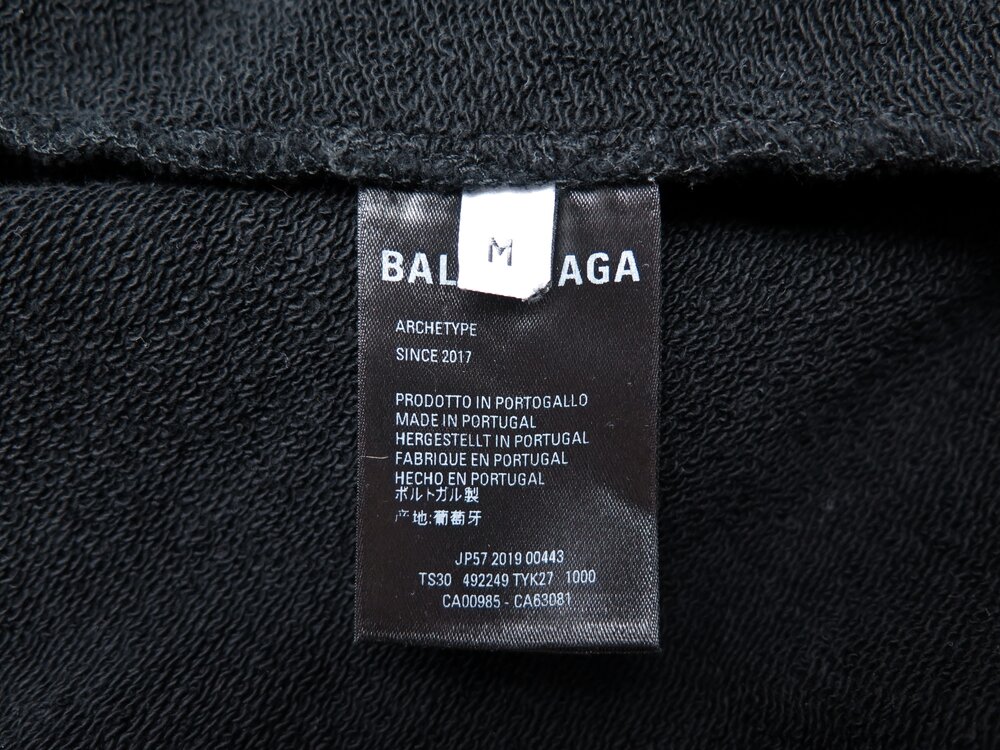 M
BAL AGA
ARCHETYPE
SINCE 2017
PRODOTTO IN PORTOGALLO
MADE IN PORTUGAL
HERGESTELLT IN PORTUGAL
FABRIQUE EN PORTUGAL
HECHO EN PORTUGAL
ポルトガル製
产地:葡萄牙
JP57 2019 00443
TS30 492249 TYK27 1000
CA00985 - CA63081